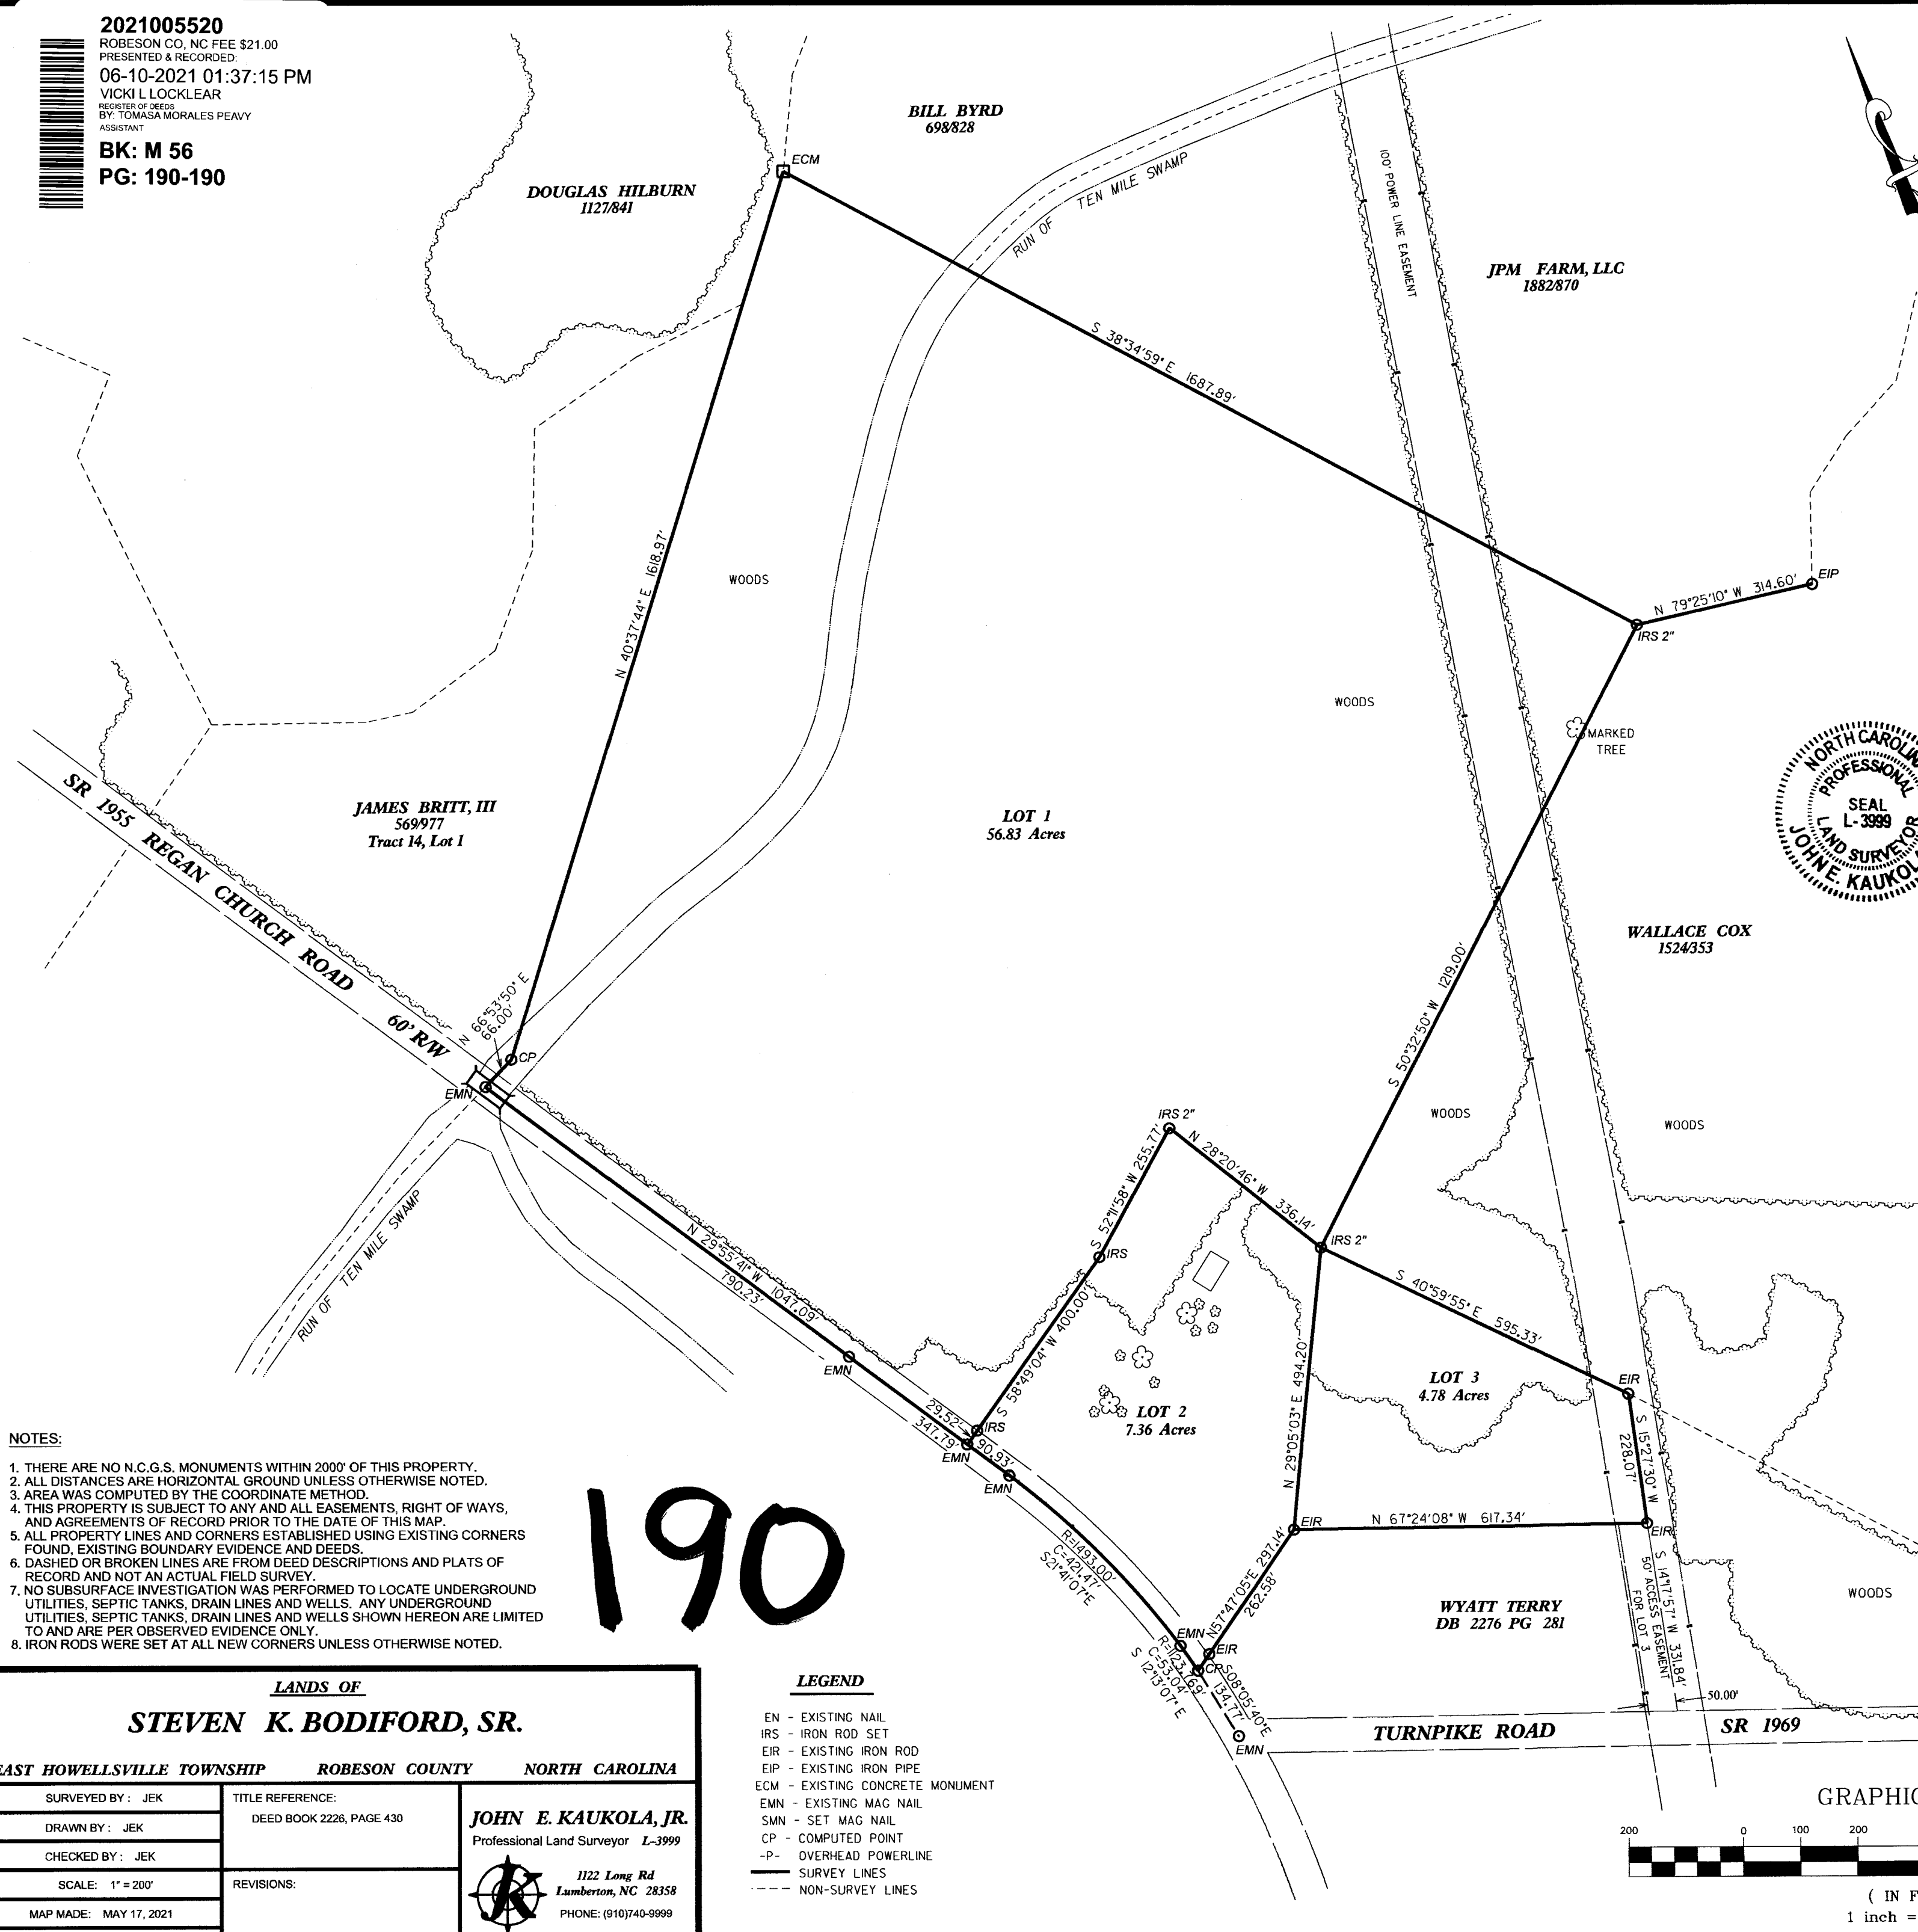 2021005520
ROBESON CO, NC FEE $21.00
PRESENTED & RECORDED:
06-10-2021 01:37:15 PM
VICKI L LOCKLEAR
REGISTER OF DEEDS
BY: TOMASA MORALES PEAVY
ASSISTANT
BK: M 56
PG: 190-190
BILL BYRD
698/828
ECM
DOUGLAS HILBURN
1127/841
RUN OF TEN MILE SWAMP
100' POWER LINE EASEMENT
JPM FARM, LLC
1882/870
S 38°34'59" E 1687.89'
N 40°37'44" E 1618.97'
WOODS
N 79°25'10" W 314.60'
EIP
IRS 2"
WOODS
MARKED
TREE
NORTH CAROLIN
PROFESSIONAL
SEAL
L-3999
LAND SURVEYOR
JOHN E. KAUKOL
SR 1955 REGAN CHURCH ROAD 60' R/W
JAMES BRITT, III
569/977
Tract 14, Lot 1
LOT 1
56.83 Acres
WALLACE COX
1524/353
S 50°32'50" W 1219.00'
N 66°53'50" E
66.00'
CP
EMN
WOODS
WOODS
IRS 2"
S 52°11'58" W 255.77'
N 28°20'46" W 336.14'
IRS
IRS 2"
RUN OF TEN MILE SWAMP
N 29°55'41" W 1047.09'
790.23'
S 40°59'55" E 595.33'
EMN
S 58°49'04" W 400.00'
N 29°05'03" E 494.20'
LOT 3
4.78 Acres
EIR
LOT 2
7.36 Acres
29.52'
347.79'
IRS
EMN
90.93'
EMN
S 15°27'30" W
228.07'
EIR
N 67°24'08" W 617.34'
EIR
R=1493.00'
C=421.47'
S21°41'07"E
N57°47'05"E 297.14'
262.58'
WYATT TERRY
DB 2276 PG 281
S 14°17'57" W 331.84'
50' ACCESS EASEMENT
FOR LOT 3
WOODS
EMN
EIR
CP
R=1123.69'
C=53.04'
S 12°13'07" E
S08°05'40"E
134.77'
EMN
50.00'
TURNPIKE ROAD SR 1969
NOTES:
1. THERE ARE NO N.C.G.S. MONUMENTS WITHIN 2000' OF THIS PROPERTY.
2. ALL DISTANCES ARE HORIZONTAL GROUND UNLESS OTHERWISE NOTED.
3. AREA WAS COMPUTED BY THE COORDINATE METHOD.
4. THIS PROPERTY IS SUBJECT TO ANY AND ALL EASEMENTS, RIGHT OF WAYS,
AND AGREEMENTS OF RECORD PRIOR TO THE DATE OF THIS MAP.
5. ALL PROPERTY LINES AND CORNERS ESTABLISHED USING EXISTING CORNERS
FOUND, EXISTING BOUNDARY EVIDENCE AND DEEDS.
6. DASHED OR BROKEN LINES ARE FROM DEED DESCRIPTIONS AND PLATS OF
RECORD AND NOT AN ACTUAL FIELD SURVEY.
7. NO SUBSURFACE INVESTIGATION WAS PERFORMED TO LOCATE UNDERGROUND
UTILITIES, SEPTIC TANKS, DRAIN LINES AND WELLS. ANY UNDERGROUND
UTILITIES, SEPTIC TANKS, DRAIN LINES AND WELLS SHOWN HEREON ARE LIMITED
TO AND ARE PER OBSERVED EVIDENCE ONLY.
8. IRON RODS WERE SET AT ALL NEW CORNERS UNLESS OTHERWISE NOTED.
190
LANDS OF
STEVEN K. BODIFORD, SR.
EAST HOWELLSVILLE TOWNSHIP ROBESON COUNTY NORTH CAROLINA
SURVEYED BY : JEK
DRAWN BY : JEK
CHECKED BY : JEK
SCALE: 1" = 200'
MAP MADE: MAY 17, 2021
TITLE REFERENCE:
DEED BOOK 2226, PAGE 430
REVISIONS:
JOHN E. KAUKOLA, JR.
Professional Land Surveyor L-3999
1122 Long Rd
Lumberton, NC 28358
PHONE: (910)740-9999
LEGEND
EN - EXISTING NAIL
IRS - IRON ROD SET
EIR - EXISTING IRON ROD
EIP - EXISTING IRON PIPE
ECM - EXISTING CONCRETE MONUMENT
EMN - EXISTING MAG NAIL
SMN - SET MAG NAIL
CP - COMPUTED POINT
-P- OVERHEAD POWERLINE
SURVEY LINES
NON-SURVEY LINES
GRAPHIC
200 0 100 200
( IN F
1 inch =